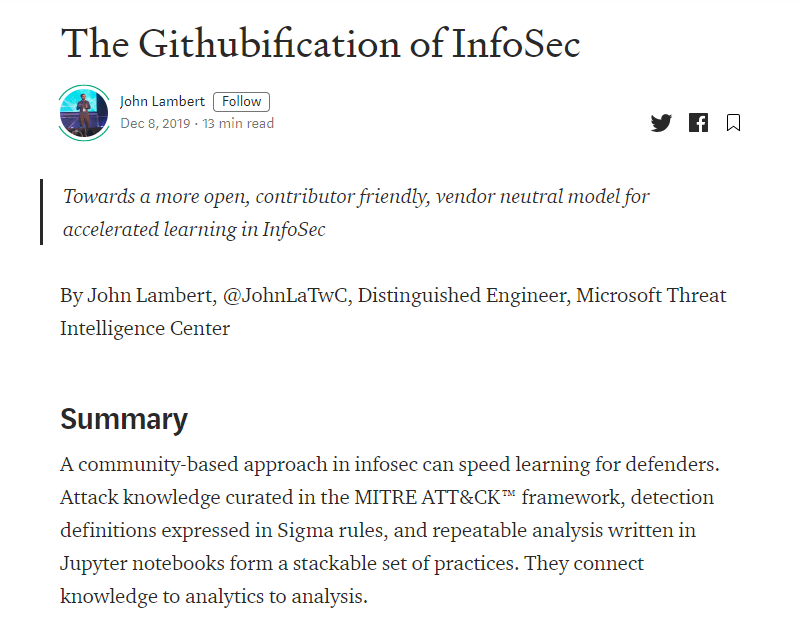 The Githubification of InfoSec
John Lambert Follow
Dec 8, 2019 · 13 min read
Towards a more open, contributor friendly, vendor neutral model for
accelerated learning in InfoSec
By John Lambert, @JohnLaTwC, Distinguished Engineer, Microsoft Threat
Intelligence Center
Summary
A community-based approach in infosec can speed learning for defenders.
Attack knowledge curated in the MITRE ATT&CK™ framework, detection
definitions expressed in Sigma rules, and repeatable analysis written in
Jupyter notebooks form a stackable set of practices. They connect
knowledge to analytics to analysis.